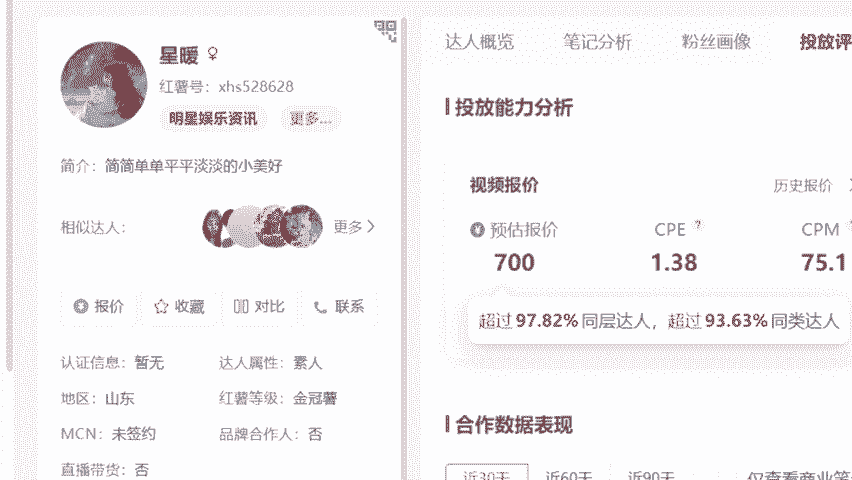 星暖 ♀
红薯号：xhs528628
明星娱乐资讯 更多...
简介：简简单单平平淡淡的小美好
相似达人：
更多 >
报价 收藏 对比 联系
认证信息：暂无 达人属性：素人
地区：山东 红薯等级：金冠薯
MCN：未签约 品牌合作人：否
直播带货：否
达人概览 笔记分析 粉丝画像 投放评
投放能力分析
视频报价 历史报价
预估报价 CPE ? CPM
700 1.38 75.1
超过97.82%同层达人，超过93.63%同类达人
合作数据表现
近30天 近60天 近90天 仅查看商业笔